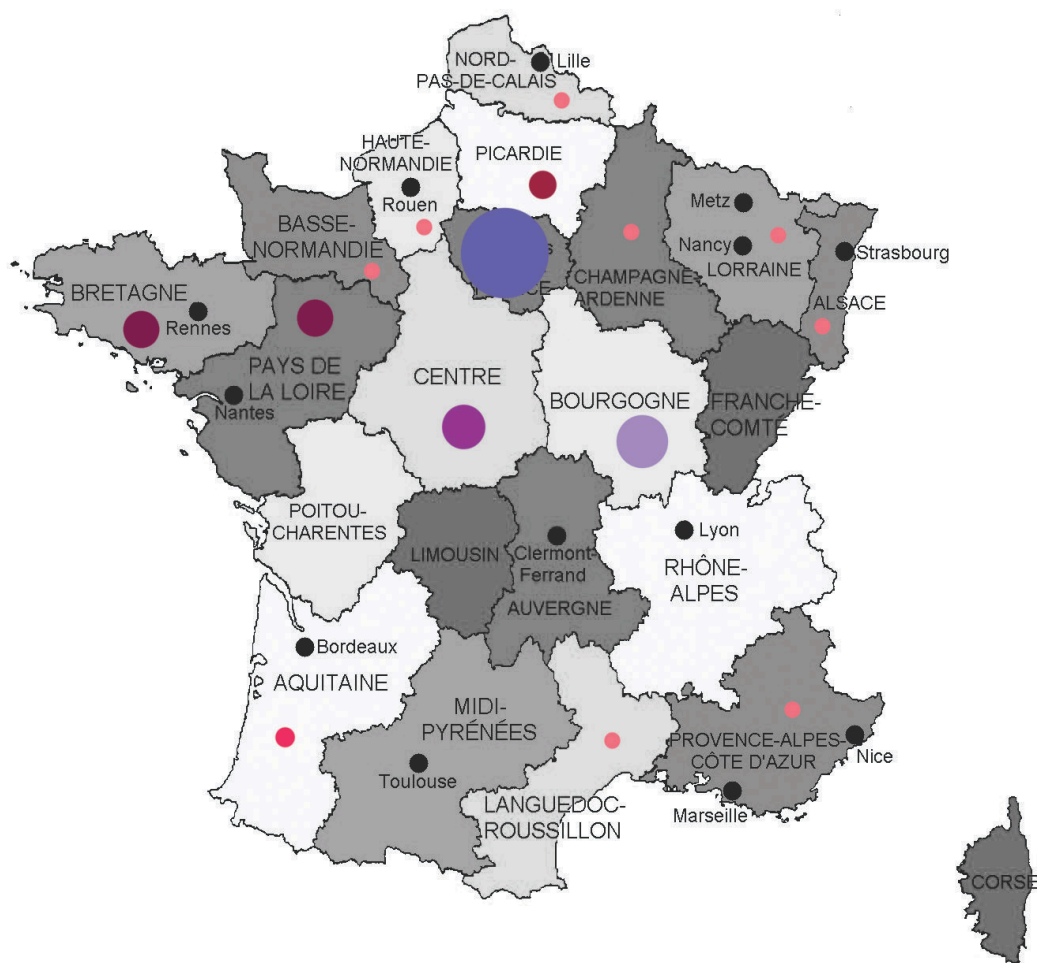 NORD-
PAS-DE-CALAIS
Lille
HAUTE-
NORMANDIE
Rouen
PICARDIE
BASSE-
NORMANDIE
CHAMPAGNE-
ARDENNE
Metz
Nancy
LORRAINE
Strasbourg
ALSACE
BRETAGNE
Rennes
PAYS DE
LA LOIRE
Nantes
CENTRE
BOURGOGNE
FRANCHE-
COMTE
POITOU-
CHARENTES
LIMOUSIN
Clermont-
Ferrand
AUVERGNE
Lyon
RHÔNE-
ALPES
Bordeaux
AQUITAINE
MIDI-
PYRÉNÉES
Toulouse
LANGUEDOC-
ROUSSILLON
PROVENCE-ALPES-
CÔTE D'AZUR
Nice
Marseille
CORSE